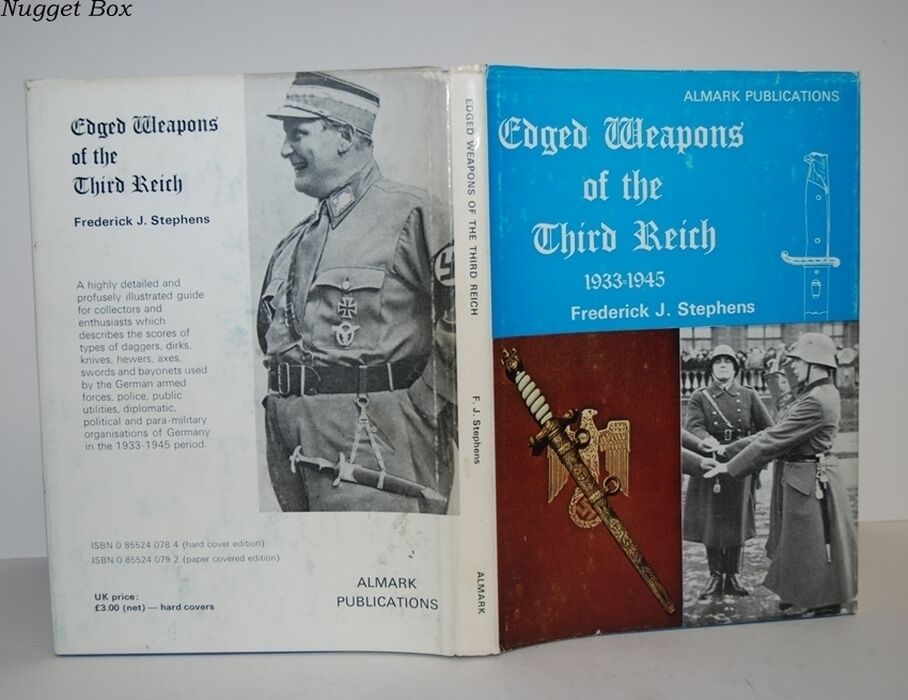 Nugget Box
Edged Weapons
of the
Third Reich
Frederick J. Stephens
A highly detailed and
profusely illustrated guide
for collectors and
enthusiasts which
describes the scores of
types of daggers, dirks,
knives, hewers, axes,
swords and bayonets used
by the German armed
forces, police, public
utilities, diplomatic,
political and para-military
organisations of Germany
in the 1933-1945 period.
ISBN 0 85524 078 4 (hard cover edition)
ISBN 0 85524 079 2 (paper covered edition)
UK price:
£3.00 (net) — hard covers
ALMARK
PUBLICATIONS
EDGED WEAPONS OF THE THIRD REICH
F. J. Stephens
ALMARK
ALMARK PUBLICATIONS
Edged Weapons
of the
Third Reich
1933-1945
Frederick J. Stephens